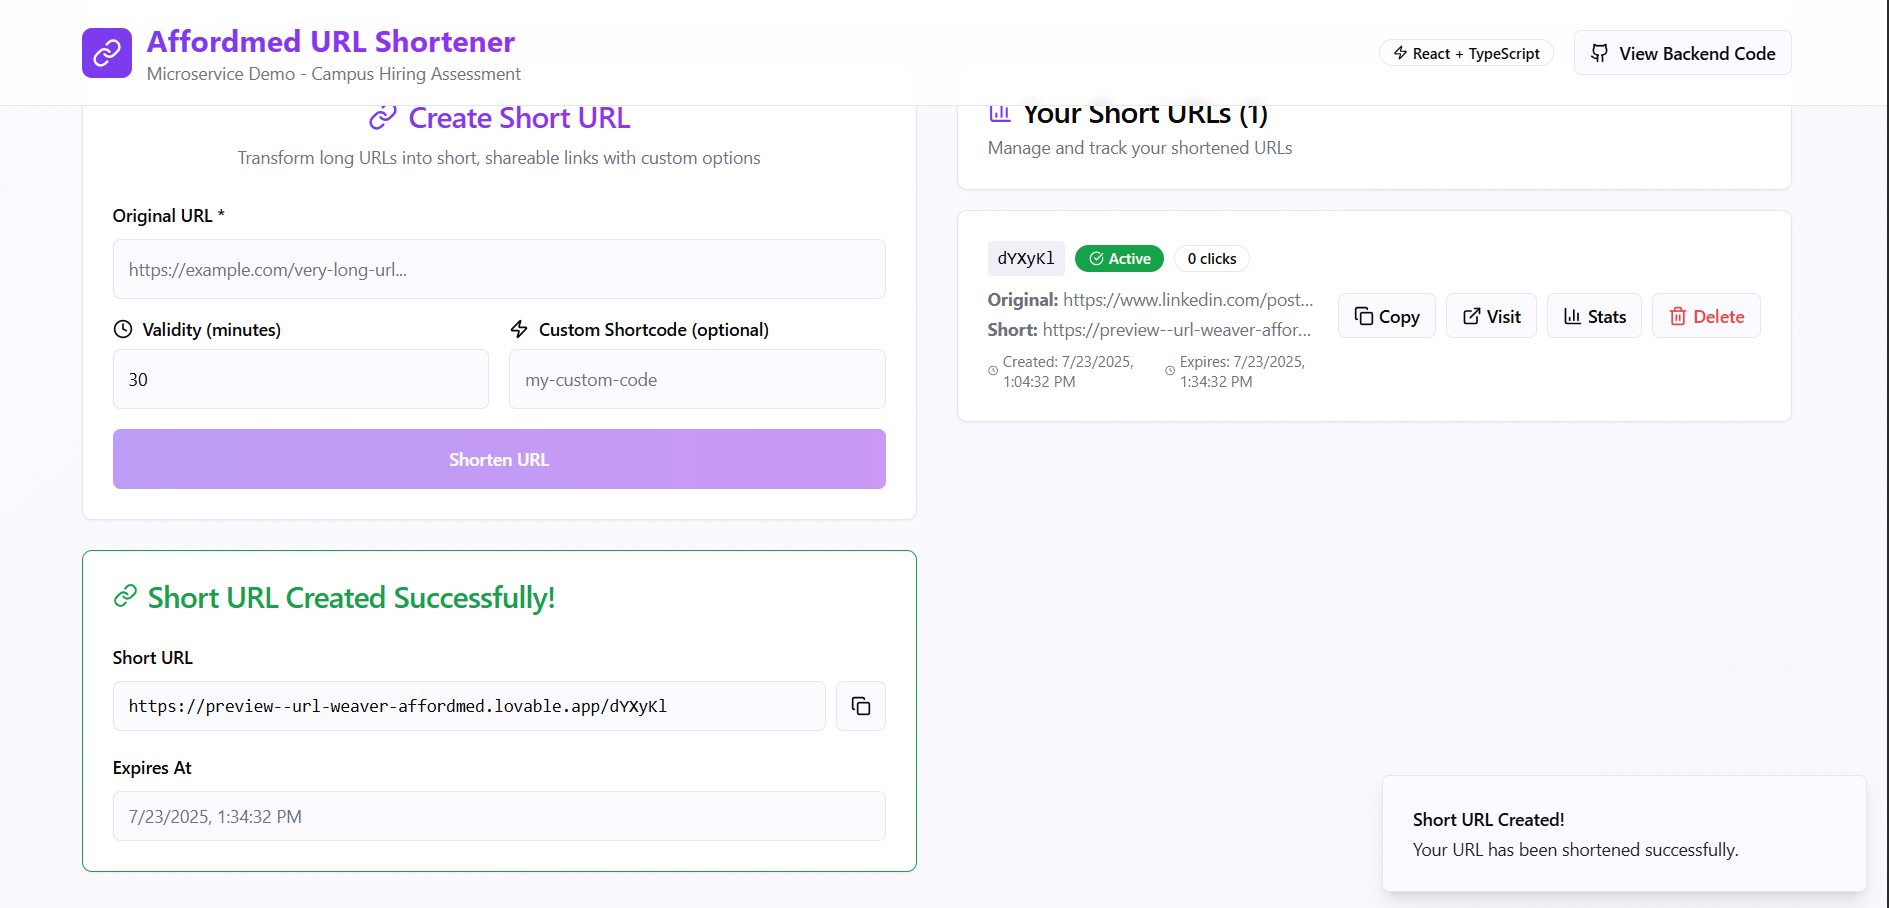 Affordmed URL Shortener
Microservice Demo - Campus Hiring Assessment
React + TypeScript
View Backend Code
Create Short URL
Transform long URLs into short, shareable links with custom options
Original URL *
https://example.com/very-long-url...
Validity (minutes)
Custom Shortcode (optional)
30
my-custom-code
Shorten URL
Short URL Created Successfully!
Short URL
https://preview--url-weaver-affordmed.lovable.app/dYXyKl
Expires At
7/23/2025, 1:34:32 PM
Your Short URLs (1)
Manage and track your shortened URLs
dYXyKl
Active
0 clicks
Original: https://www.linkedin.com/post...
Short: https://preview--url-weaver-affor...
Created: 7/23/2025,
1:04:32 PM
Expires: 7/23/2025,
1:34:32 PM
Copy
Visit
Stats
Delete
Short URL Created!
Your URL has been shortened successfully.